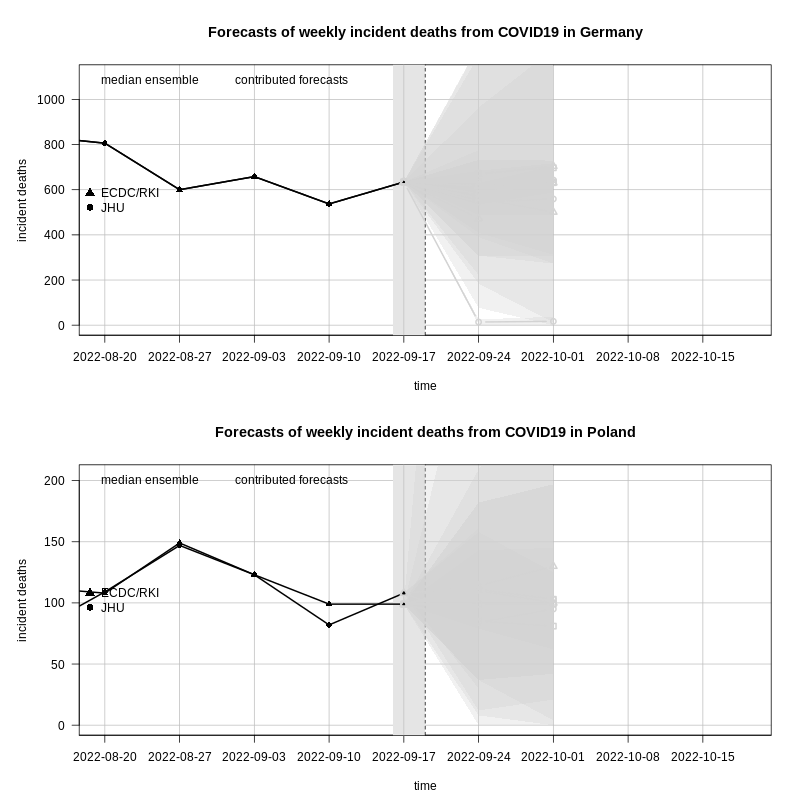 Forecasts of weekly incident deaths from COVID19 in Germany
median ensemble contributed forecasts
1000
800
600
400
200
0
incident deaths
ECDC/RKI
JHU
2022-08-20 2022-08-27 2022-09-03 2022-09-10 2022-09-17 2022-09-24 2022-10-01 2022-10-08 2022-10-15
time
Forecasts of weekly incident deaths from COVID19 in Poland
median ensemble contributed forecasts
200
150
100
50
0
incident deaths
ECDC/RKI
JHU
2022-08-20 2022-08-27 2022-09-03 2022-09-10 2022-09-17 2022-09-24 2022-10-01 2022-10-08 2022-10-15
time